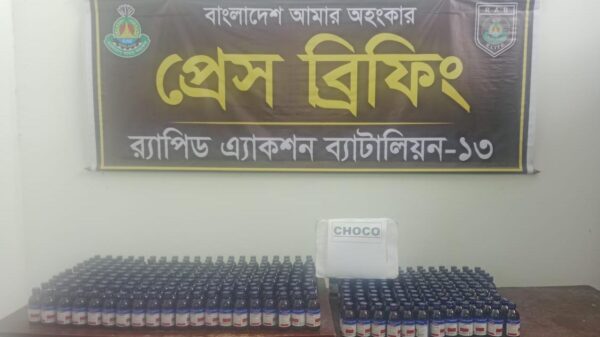 বাংলাদেশ আমার অহংকার
প্রেস ব্রিফিং
র‍্যাপিড এ্যাকশন ব্যাটালিয়ন-১৩
CHOCO